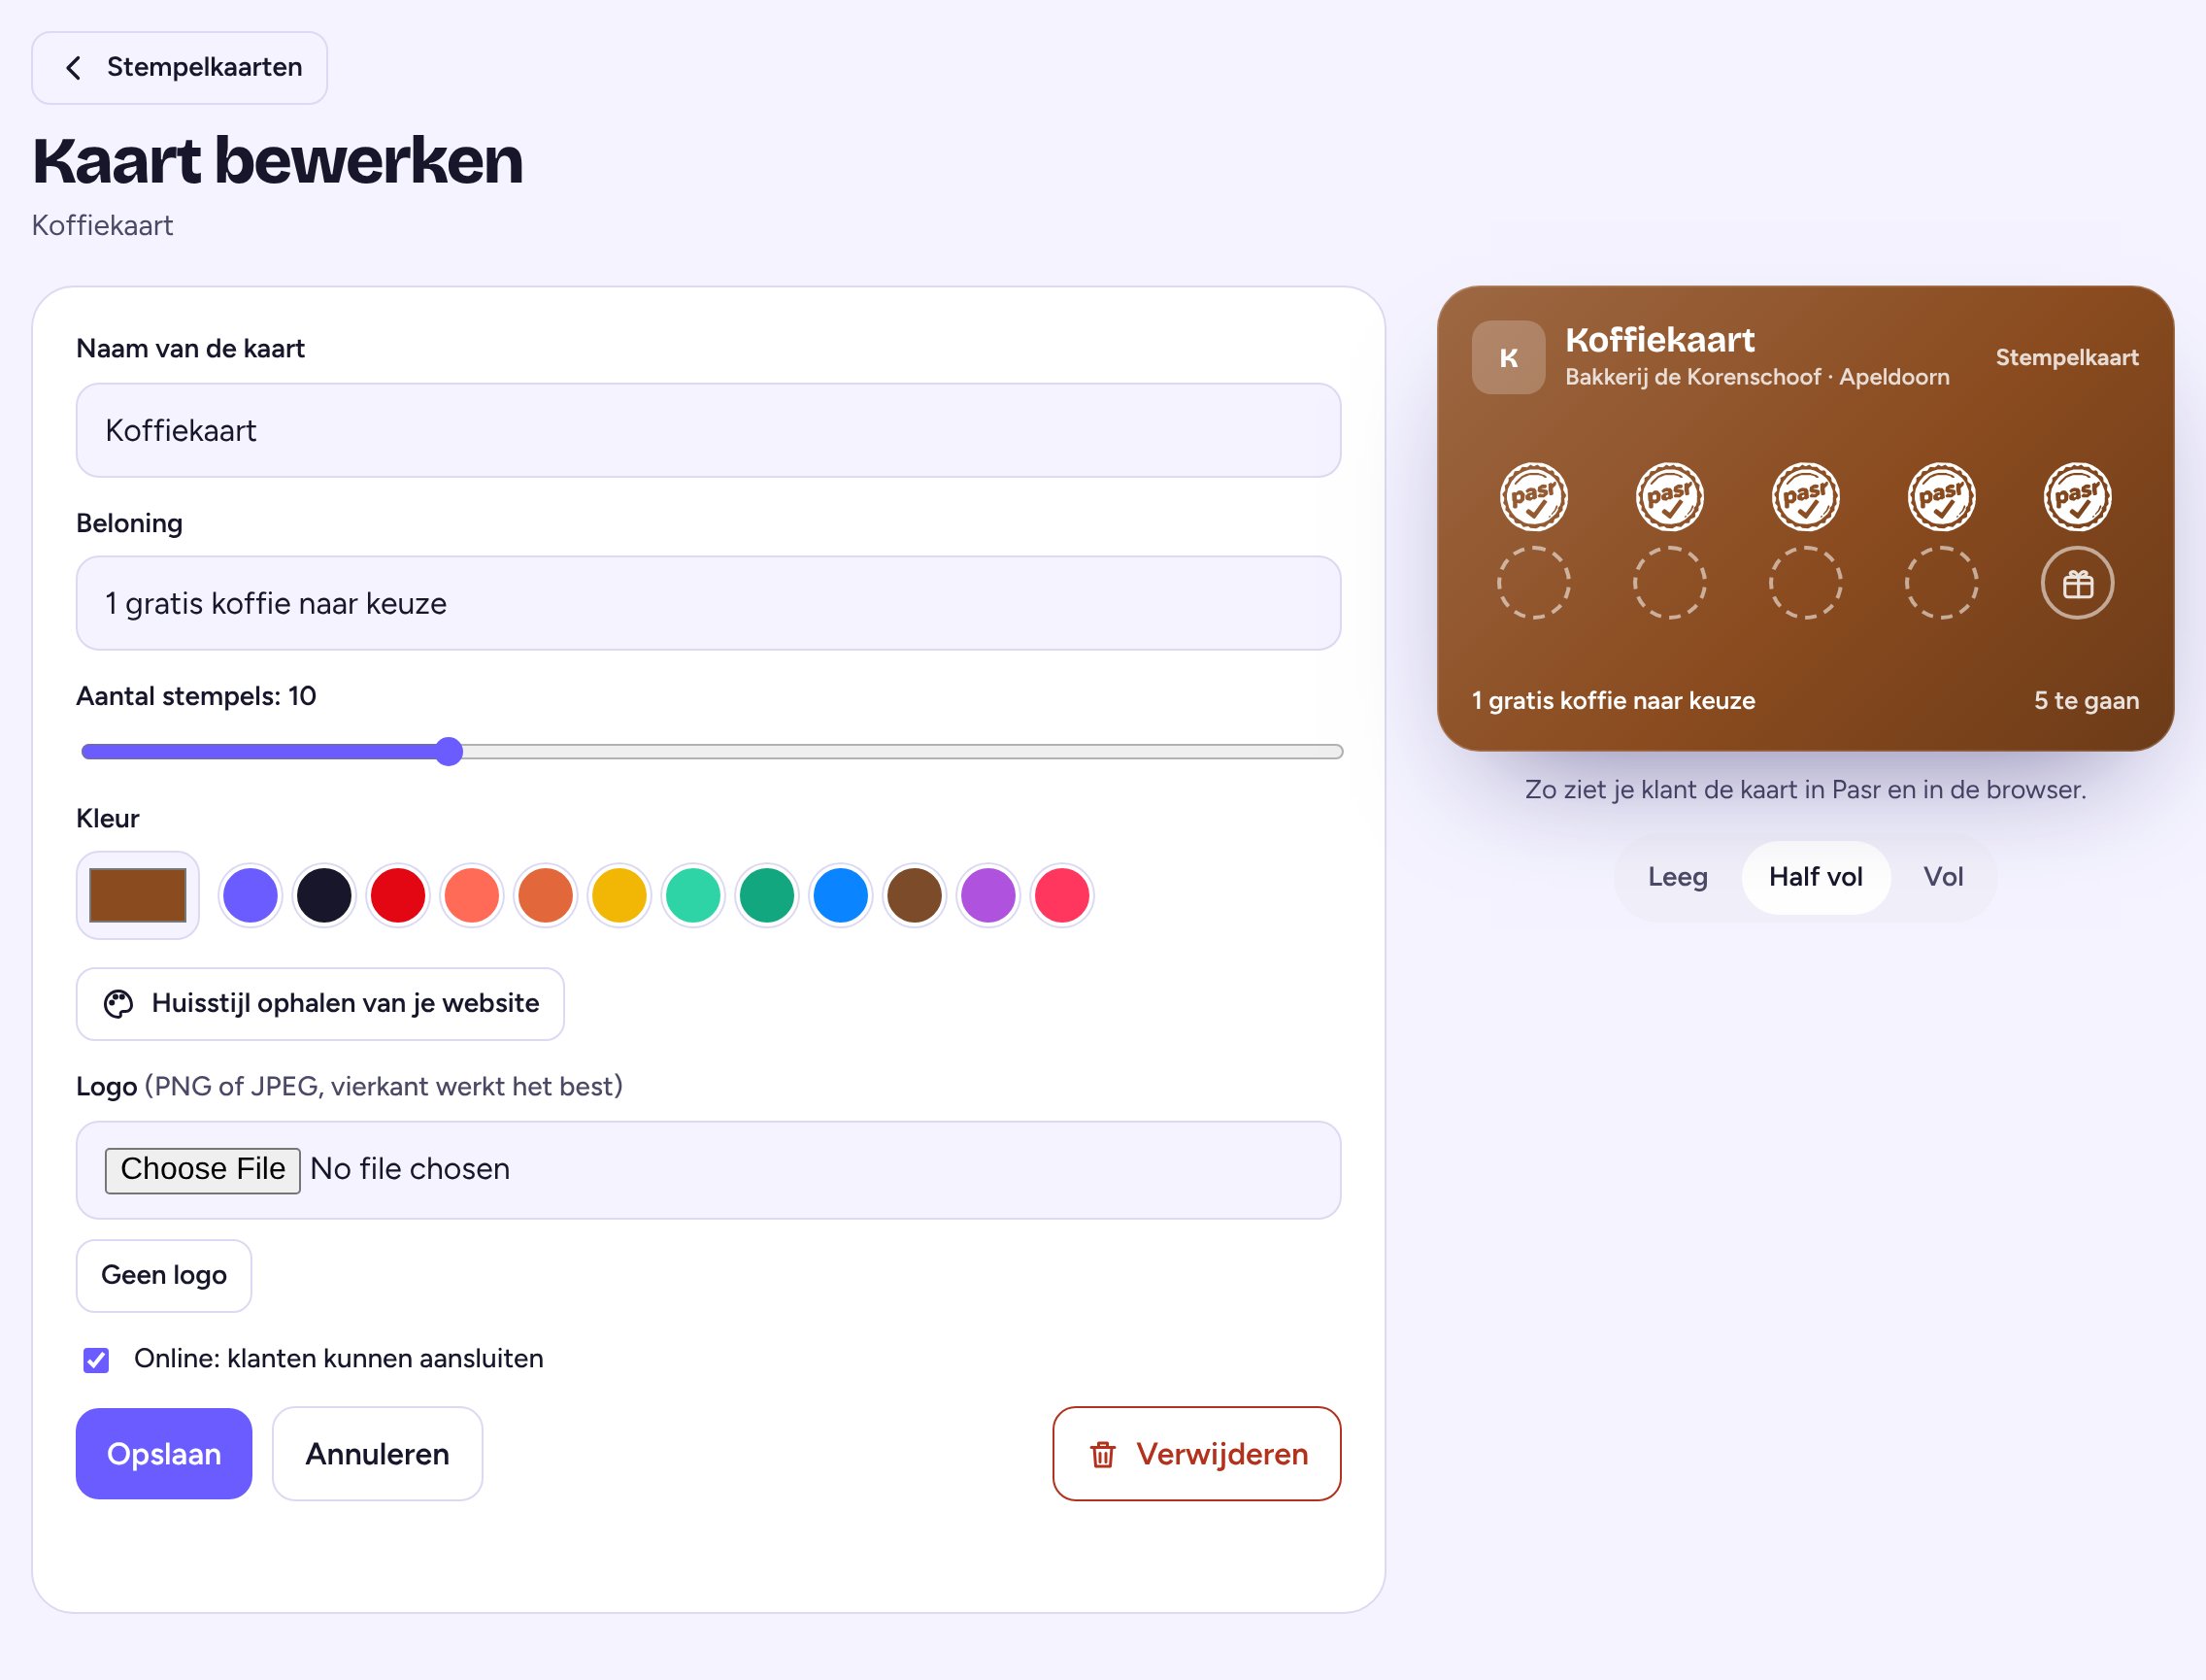 Stempelkaarten
Kaart bewerken
Koffiekaart
Naam van de kaart
Koffiekaart
Beloning
1 gratis koffie naar keuze
Aantal stempels: 10
Kleur
Huisstijl ophalen van je website
Logo (PNG of JPEG, vierkant werkt het best)
Choose File No file chosen
Geen logo
Online: klanten kunnen aansluiten
Opslaan
Annuleren
Verwijderen
K
Koffiekaart
Bakkerij de Korenschoof · Apeldoorn
Stempelkaart
pasr pasr pasr pasr pasr
1 gratis koffie naar keuze
5 te gaan
Zo ziet je klant de kaart in Pasr en in de browser.
Leeg
Half vol
Vol